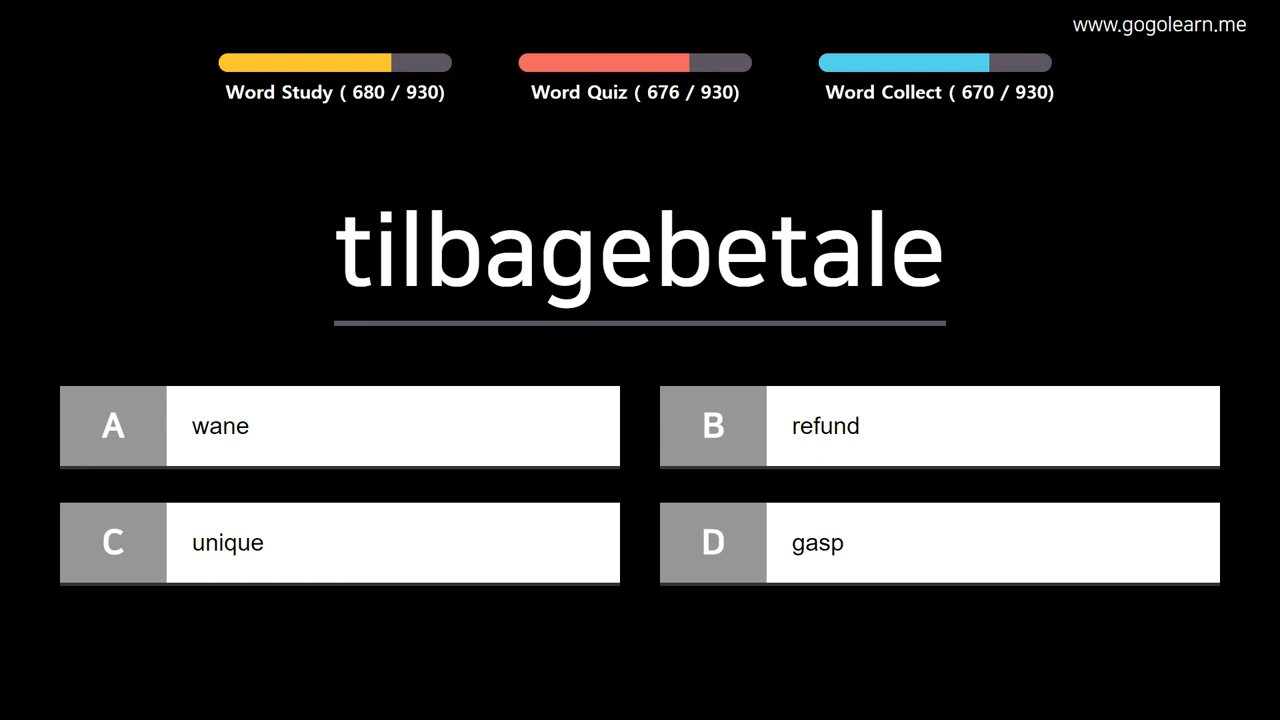 www.gogolearn.me
Word Study ( 680 / 930)
Word Quiz ( 676 / 930)
Word Collect ( 670 / 930)
tilbagebetale
A wane
B refund
C unique
D gasp